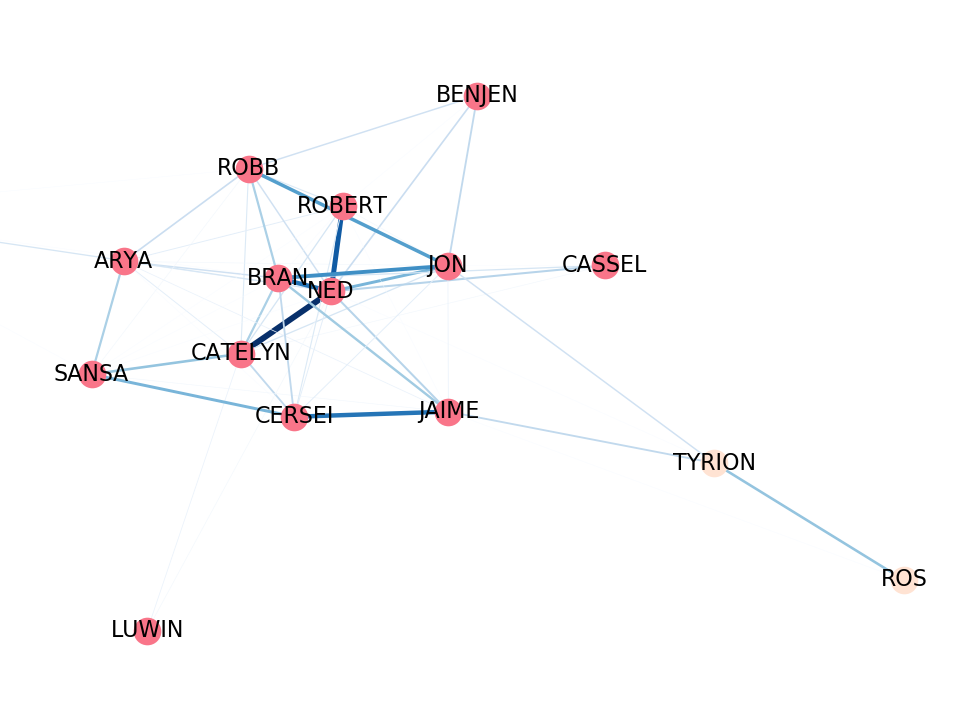 BENJEN
ROBB
ROBERT
ARYA
BRAN
NED
JON
CASSEL
CATELYN
SANSA
CERSEI
JAIME
TYRION
ROS
LUWIN